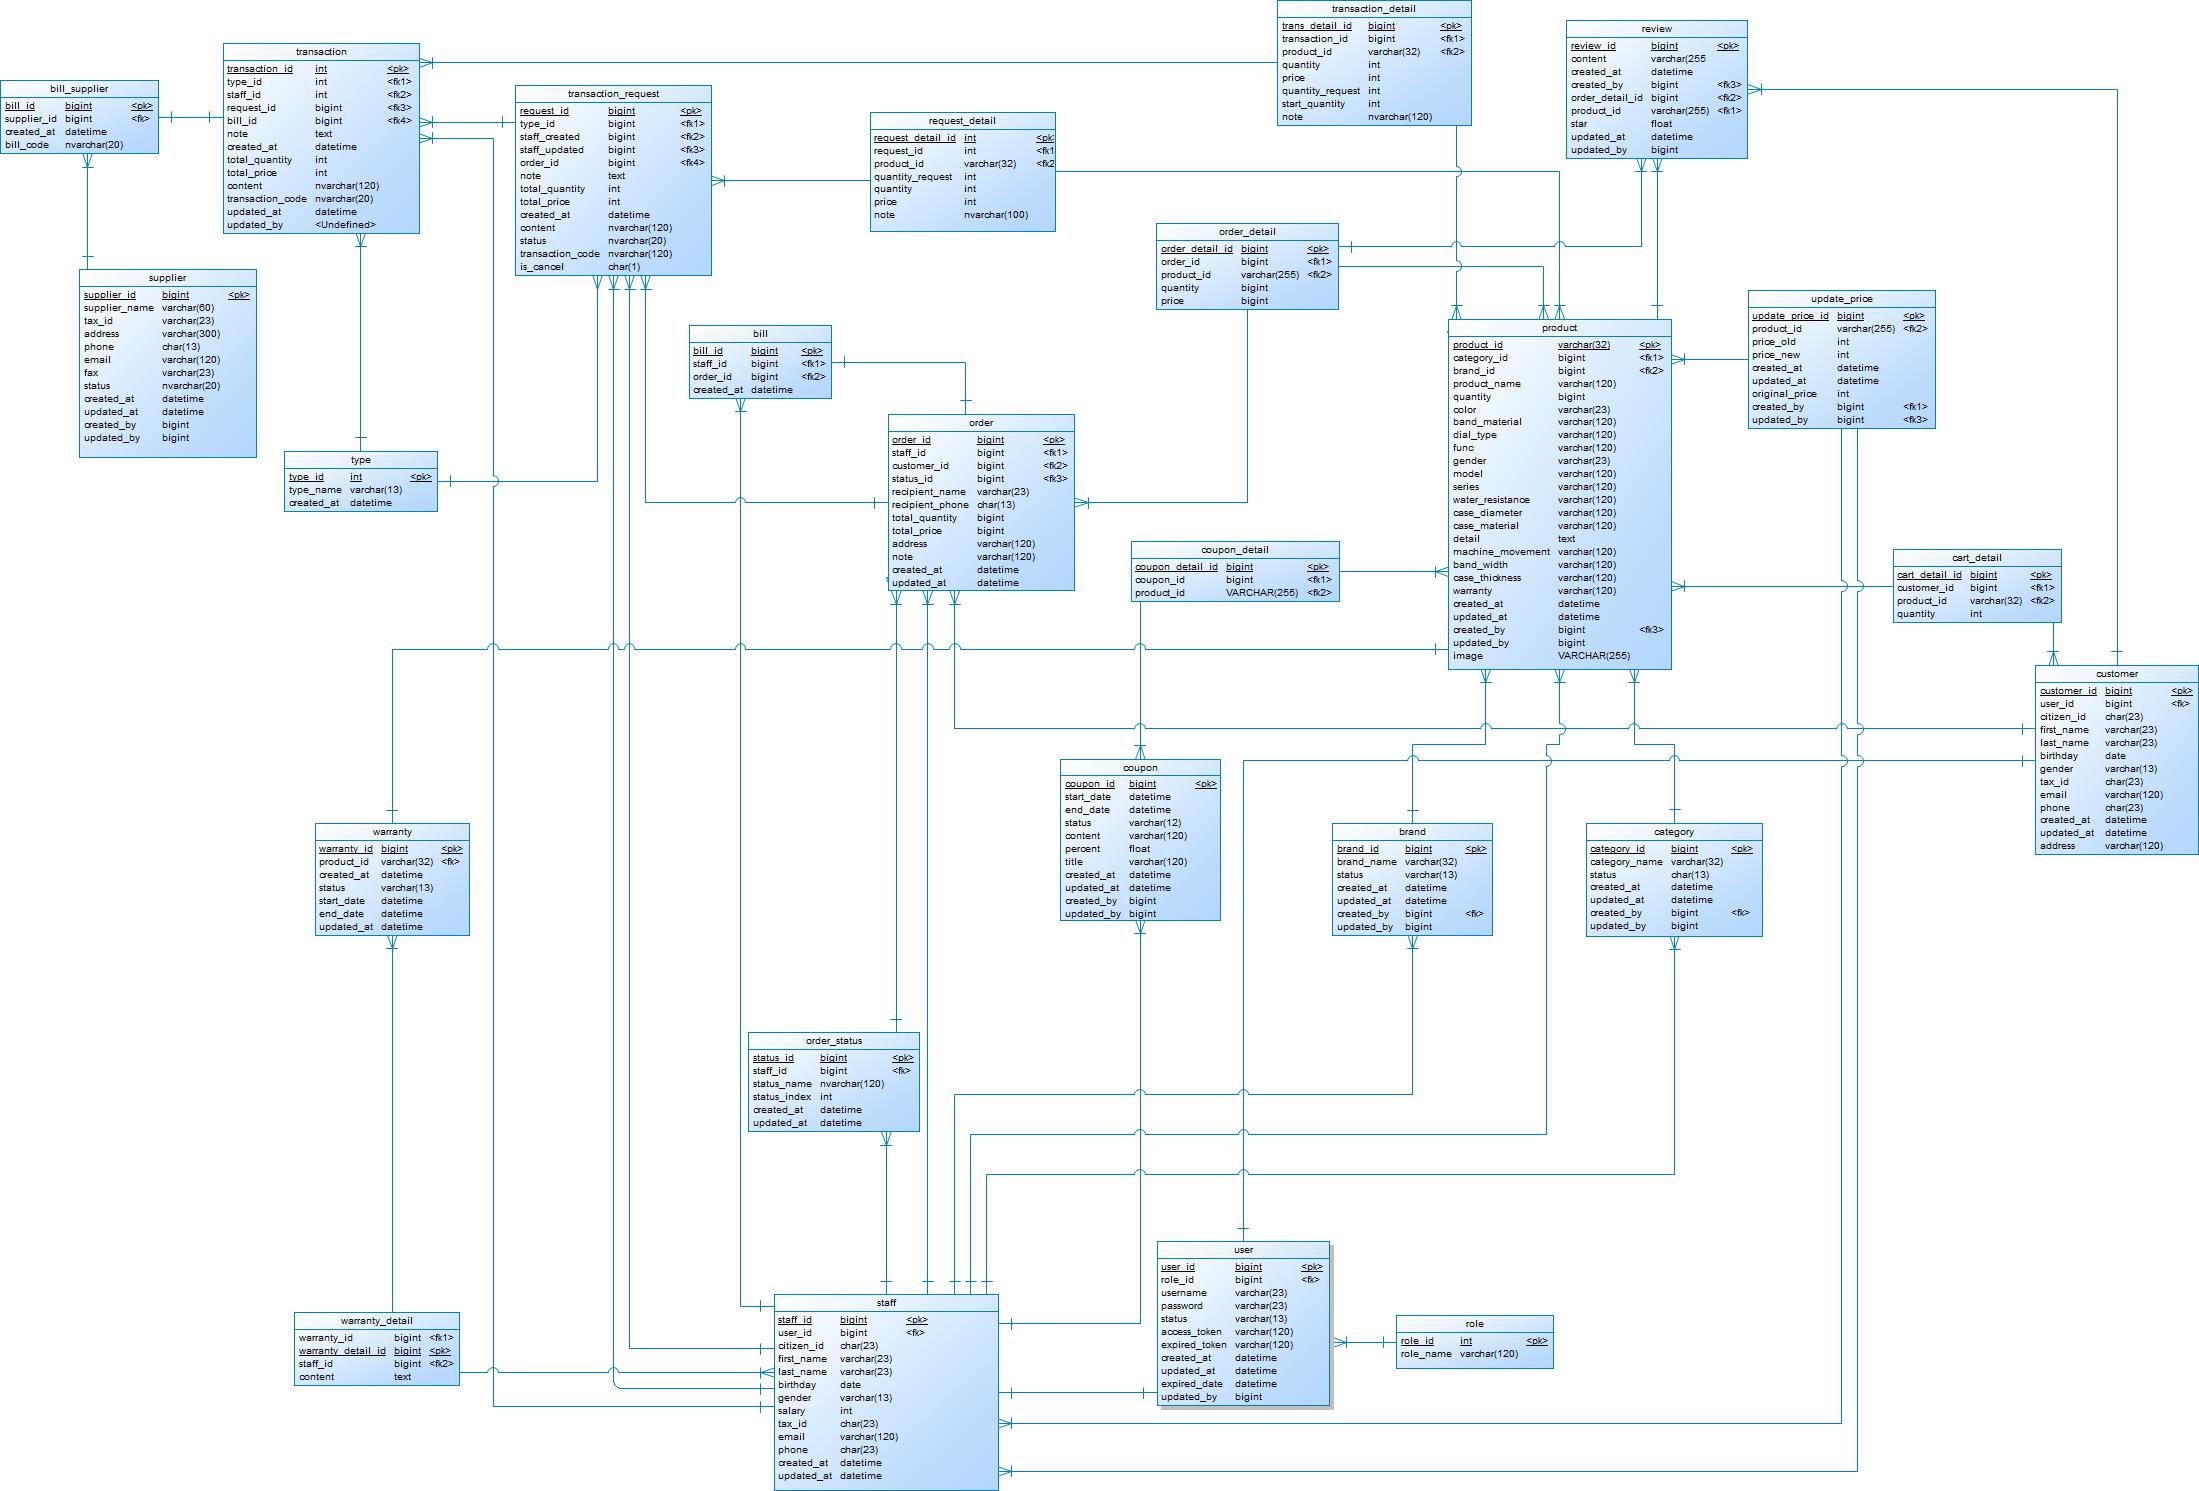 transaction_detail
trans_detail_id bigint <pk>
transaction_id bigint <fk1>
product_id varchar(32) <fk2>
quantity int
price int
quantity_request int
start_quantity int
note nvarchar(120)
review
review_id bigint <pk>
content varchar(255
created_at datetime
created_by bigint <fk3>
order_detail_id bigint <fk2>
product_id varchar(255) <fk1>
star float
updated_at datetime
updated_by bigint
transaction
transaction_id int <pk>
type_id int <fk1>
staff_id int <fk2>
request_id bigint <fk3>
bill_id bigint <fk4>
note text
created_at datetime
total_quantity int
total_price int
content nvarchar(120)
transaction_code nvarchar(20)
updated_at datetime
updated_by <Undefined>
bill_supplier
bill_id bigint <pk>
supplier_id bigint <fk>
created_at datetime
bill_code nvarchar(20)
transaction_request
request_id bigint <pk>
type_id bigint <fk1>
staff_created bigint <fk2>
staff_updated bigint <fk3>
order_id bigint <fk4>
note text
total_quantity int
total_price int
created_at datetime
content nvarchar(120)
status nvarchar(20)
transaction_code nvarchar(120)
is_cancel char(1)
request_detail
request_detail_id int <pk
request_id int <fk1
product_id varchar(32) <fk2
quantity_request int
quantity int
price int
note nvarchar(100)
order_detail
order_detail_id bigint <pk>
order_id bigint <fk1>
product_id varchar(255) <fk2>
quantity bigint
price bigint
supplier
supplier_id bigint <pk>
supplier_name varchar(60)
tax_id varchar(23)
address varchar(300)
phone char(13)
email varchar(120)
fax varchar(23)
status nvarchar(20)
created_at datetime
updated_at datetime
created_by bigint
updated_by bigint
update_price
update_price_id bigint <pk>
product_id varchar(255) <fk2>
price_old int
price_new int
created_at datetime
updated_at datetime
original_price int
created_by bigint <fk1>
updated_by bigint <fk3>
product
product_id varchar(32) <pk>
category_id bigint <fk1>
brand_id bigint <fk2>
product_name varchar(120)
quantity bigint
color varchar(23)
band_material varchar(120)
dial_type varchar(120)
func varchar(120)
gender varchar(23)
model varchar(120)
series varchar(120)
water_resistance varchar(120)
case_diameter varchar(120)
case_material varchar(120)
detail text
machine_movement varchar(120)
band_width varchar(120)
case_thickness varchar(120)
warranty varchar(120)
created_at datetime
updated_at datetime
created_by bigint <fk3>
updated_by bigint
image VARCHAR(255)
bill
bill_id bigint <pk>
staff_id bigint <fk1>
order_id bigint <fk2>
created_at datetime
order
order_id bigint <pk>
staff_id bigint <fk1>
customer_id bigint <fk2>
status_id bigint <fk3>
recipient_name varchar(23)
recipient_phone char(13)
total_quantity bigint
total_price bigint
address varchar(120)
note varchar(120)
created_at datetime
updated_at datetime
type
type_id int <pk>
type_name varchar(13)
created_at datetime
coupon_detail
coupon_detail_id bigint <pk>
coupon_id bigint <fk1>
product_id VARCHAR(255) <fk2>
cart_detail
cart_detail_id bigint <pk>
customer_id bigint <fk1>
product_id varchar(32) <fk2>
quantity int
customer
customer_id bigint <pk>
user_id bigint <fk>
citizen_id char(23)
first_name varchar(23)
last_name varchar(23)
birthday date
gender varchar(13)
tax_id char(23)
email varchar(120)
phone char(23)
created_at datetime
updated_at datetime
address varchar(120)
coupon
coupon_id bigint <pk>
start_date datetime
end_date datetime
status varchar(12)
content varchar(120)
percent float
title varchar(120)
created_at datetime
updated_at datetime
created_by bigint
updated_by bigint
warranty
warranty_id bigint <pk>
product_id varchar(32) <fk>
created_at datetime
status varchar(13)
start_date datetime
end_date datetime
updated_at datetime
brand
brand_id bigint <pk>
brand_name varchar(32)
status varchar(13)
created_at datetime
updated_at datetime
created_by bigint <fk>
updated_by bigint
category
category_id bigint <pk>
category_name varchar(32)
status char(13)
created_at datetime
updated_at datetime
created_by bigint <fk>
updated_by bigint
order_status
status_id bigint <pk>
staff_id bigint <fk>
status_name nvarchar(120)
status_index int
created_at datetime
updated_at datetime
user
user_id bigint <pk>
role_id bigint <fk>
username varchar(23)
password varchar(23)
status varchar(13)
access_token varchar(120)
expired_token varchar(120)
created_at datetime
updated_at datetime
expired_date datetime
updated_by bigint
staff
staff_id bigint <pk>
user_id bigint <fk>
citizen_id char(23)
first_name varchar(23)
last_name varchar(23)
birthday date
gender varchar(13)
salary int
tax_id char(23)
email varchar(120)
phone char(23)
created_at datetime
updated_at datetime
warranty_detail
warranty_id bigint <fk1>
warranty_detail_id bigint <pk>
staff_id bigint <fk2>
content text
role
role_id int <pk>
role_name varchar(120)